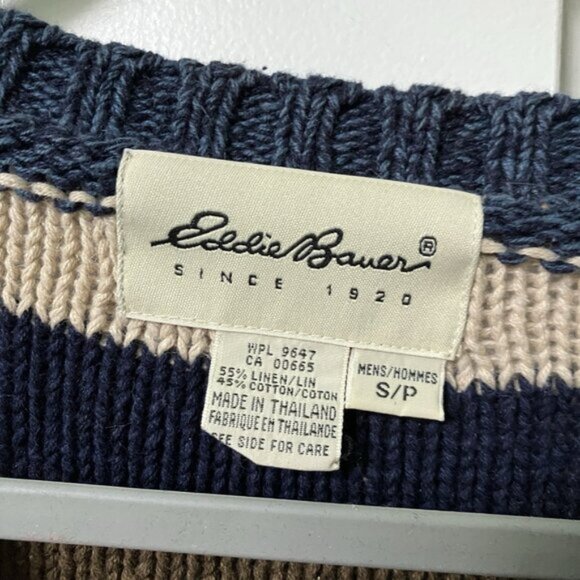 Eddie Bauer®
SINCE 1920
WPL 9647
CA 00665
55% LINEN/LIN
45% COTTON/COTON
MADE IN THAILAND
FABRIQUE EN THAILANDE
SEE SIDE FOR CARE
MENS/HOMMES
S/P